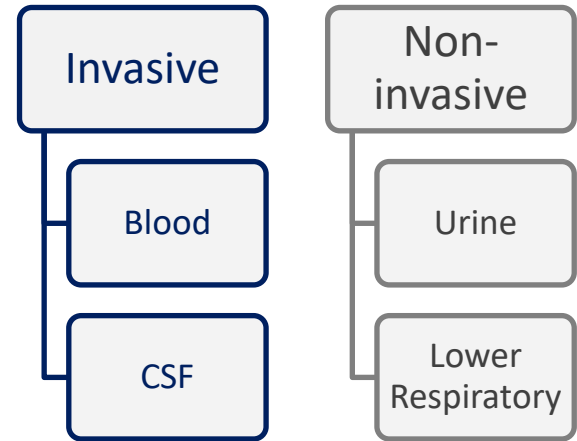 Invasive
Blood
CSF
Non-
invasive
Urine
Lower
Respiratory